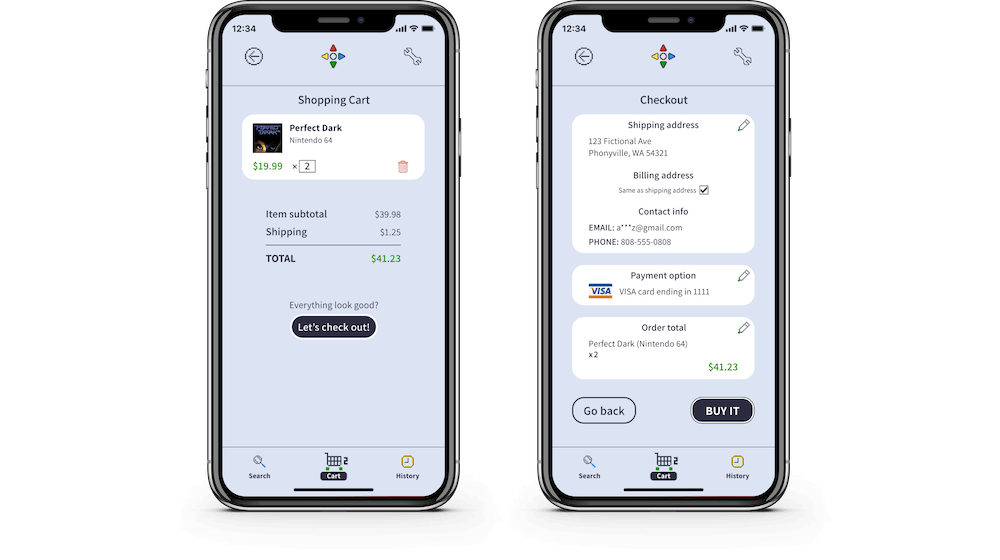 12:34
Shopping Cart
PERFECT DARK
Perfect Dark
Nintendo 64
$19.99 × 2
Item subtotal $39.98
Shipping $1.25
TOTAL $41.23
Everything look good?
Let's check out!
2
Search Cart History
12:34
Checkout
Shipping address
123 Fictional Ave
Phonyville, WA 54321
Billing address
Same as shipping address
Contact info
EMAIL: a***z@gmail.com
PHONE: 808-555-0808
Payment option
VISA VISA card ending in 1111
Order total
Perfect Dark (Nintendo 64)
x2
$41.23
Go back BUY IT
2
Search Cart History